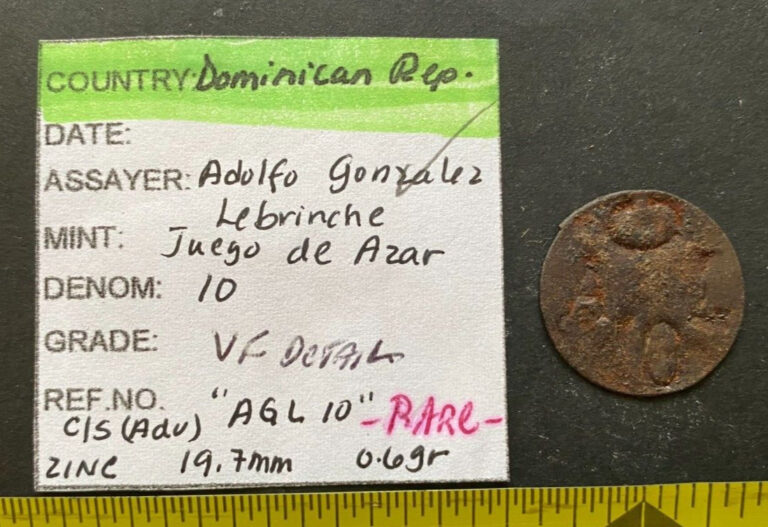 COUNTRY: Dominican Rep.
DATE:
ASSAYER: Adolfo Gonzalez
Lebrinche
MINT: Juego de Azar
DENOM: 10
GRADE: VF DETAIL
REF.NO. "AGL 10" -RARE-
C/S (Adv)
ZINC 19.7mm 0.6gr